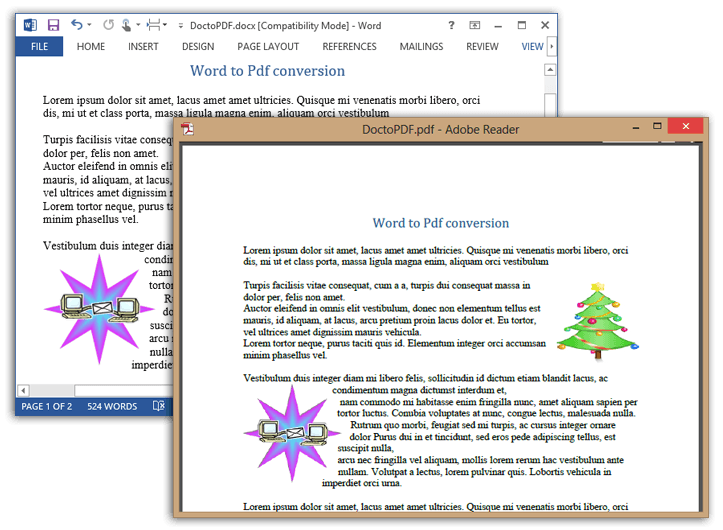 DoctoPDF.docx [Compatibility Mode] - Word
FILE HOME INSERT DESIGN PAGE LAYOUT REFERENCES MAILINGS REVIEW VIEW
Word to Pdf conversion
Lorem ipsum dolor sit amet, lacus amet amet ultricies. Quisque mi venenatis morbi libero, orci
dis, mi ut et class porta, massa ligula magna enim, aliquam orci vestibulum
Turpis facilisis vitae consequ
dolor per, felis non amet.
Auctor eleifend in omnis elit
mauris, id aliquam, at lacus,
vel ultrices amet dignissim
Lorem tortor neque, purus ta
minim phasellus vel.
Vestibulum duis integer diam
condim
nam
tortor
R
do
suscip
arcu
nulla
imperdiet
PAGE 1 OF 2 524 WORDS
DoctoPDF.pdf - Adobe Reader
Word to Pdf conversion
Lorem ipsum dolor sit amet, lacus amet amet ultricies. Quisque mi venenatis morbi libero, orci
dis, mi ut et class porta, massa ligula magna enim, aliquam orci vestibulum
Turpis facilisis vitae consequat, cum a a, turpis dui consequat massa in
dolor per, felis non amet.
Auctor eleifend in omnis elit vestibulum, donec non elementum tellus est
mauris, id aliquam, at lacus, arcu pretium proin lacus dolor et. Eu tortor,
vel ultrices amet dignissim mauris vehicula.
Lorem tortor neque, purus taciti quis id. Elementum integer orci accumsan
minim phasellus vel.
Vestibulum duis integer diam mi libero felis, sollicitudin id dictum etiam blandit lacus, ac
condimentum magna dictumst interdum et,
nam commodo mi habitasse enim fringilla nunc, amet aliquam sapien per
tortor luctus. Conubia voluptates at nunc, congue lectus, malesuada nulla.
Rutrum quo morbi, feugiat sed mi turpis, ac cursus integer ornare
dolor Purus dui in et tincidunt, sed eros pede adipiscing tellus, est
suscipit nulla,
arcu nec fringilla vel aliquam, mollis lorem rerum hac vestibulum ante
nullam. Volutpat a lectus, lorem pulvinar quis. Lobortis vehicula in
imperdiet orci urna.
Lorem ipsum dolor sit amet, lacus amet amet ultricies. Quisque mi venenatis morbi libero, orci